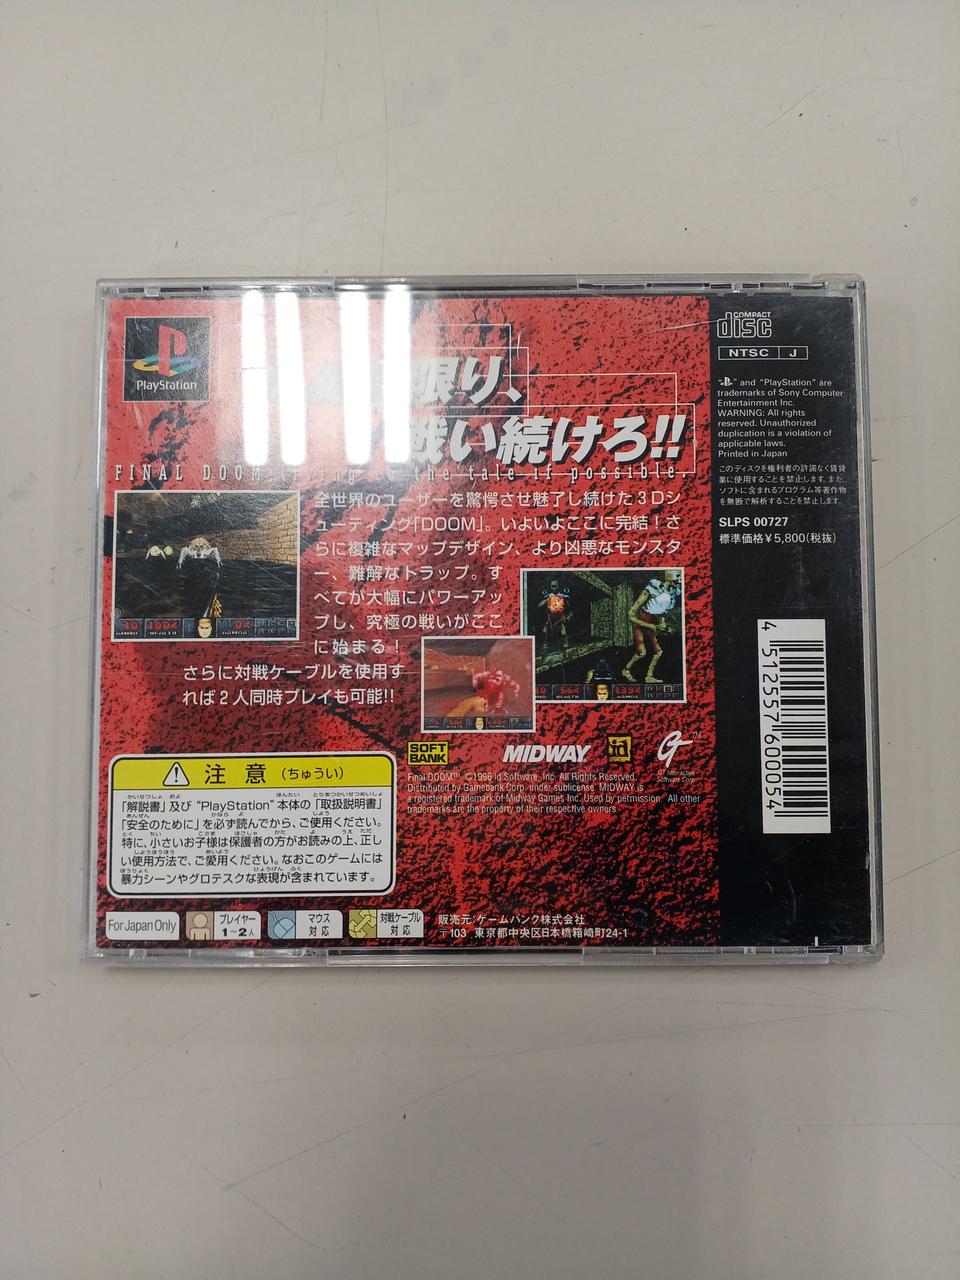 PlayStation
限り、
戦い続けろ!!
FINAL DOOM: the tale if possible.
全世界のユーザーを驚愕させ魅了し続けた3Dシ
ューティング「DOOM」。いよいよここに完結！さ
らに複雑なマップデザイン、より凶悪なモンスタ
ー、難解なトラップ。す
べてが大幅にパワーアッ
プし、究極の戦いがここ
に始まる！
さらに対戦ケーブルを使用す
れば2人同時プレイも可能!!
SOFT
BANK
MIDWAY
id
GT
TM
GT Interactive
Software Corp.
Final DOOM™ ©1996 id Software, Inc. All Rights Reserved.
Distributed by Gamebank Corp. under sublicense. MIDWAY is
a registered trademark of Midway Games Inc. Used by permission. All other
trademarks are the property of their respective owners.
注意(ちゅうい)
「解説書」及び "PlayStation" 本体の「取扱説明書」
「安全のために」を必ず読んでから、ご使用ください。
特に、小さいお子様は保護者の方がお読みの上、正し
い使用方法で、ご愛用ください。なおこのゲームには
暴力シーンやグロテスクな表現が含まれています。
For Japan Only
プレイヤー
1~2人
マウス
対応
対戦ケーブル
対応
販売元:ゲームバンク株式会社
〒103 東京都中央区日本橋箱崎町24-1
COMPACT
disc
NTSC J
"PS" and "PlayStation" are
trademarks of Sony Computer
Entertainment Inc.
WARNING: All rights
reserved. Unauthorized
duplication is a violation of
applicable laws.
Printed in Japan
このディスクを権利者の許諾なく賃貸
業に使用することを禁止します。また、
ソフトに含まれるプログラム等著作物
を無断で解析することを禁止します。
SLPS 00727
標準価格¥5,800(税抜)
4 512557 600054